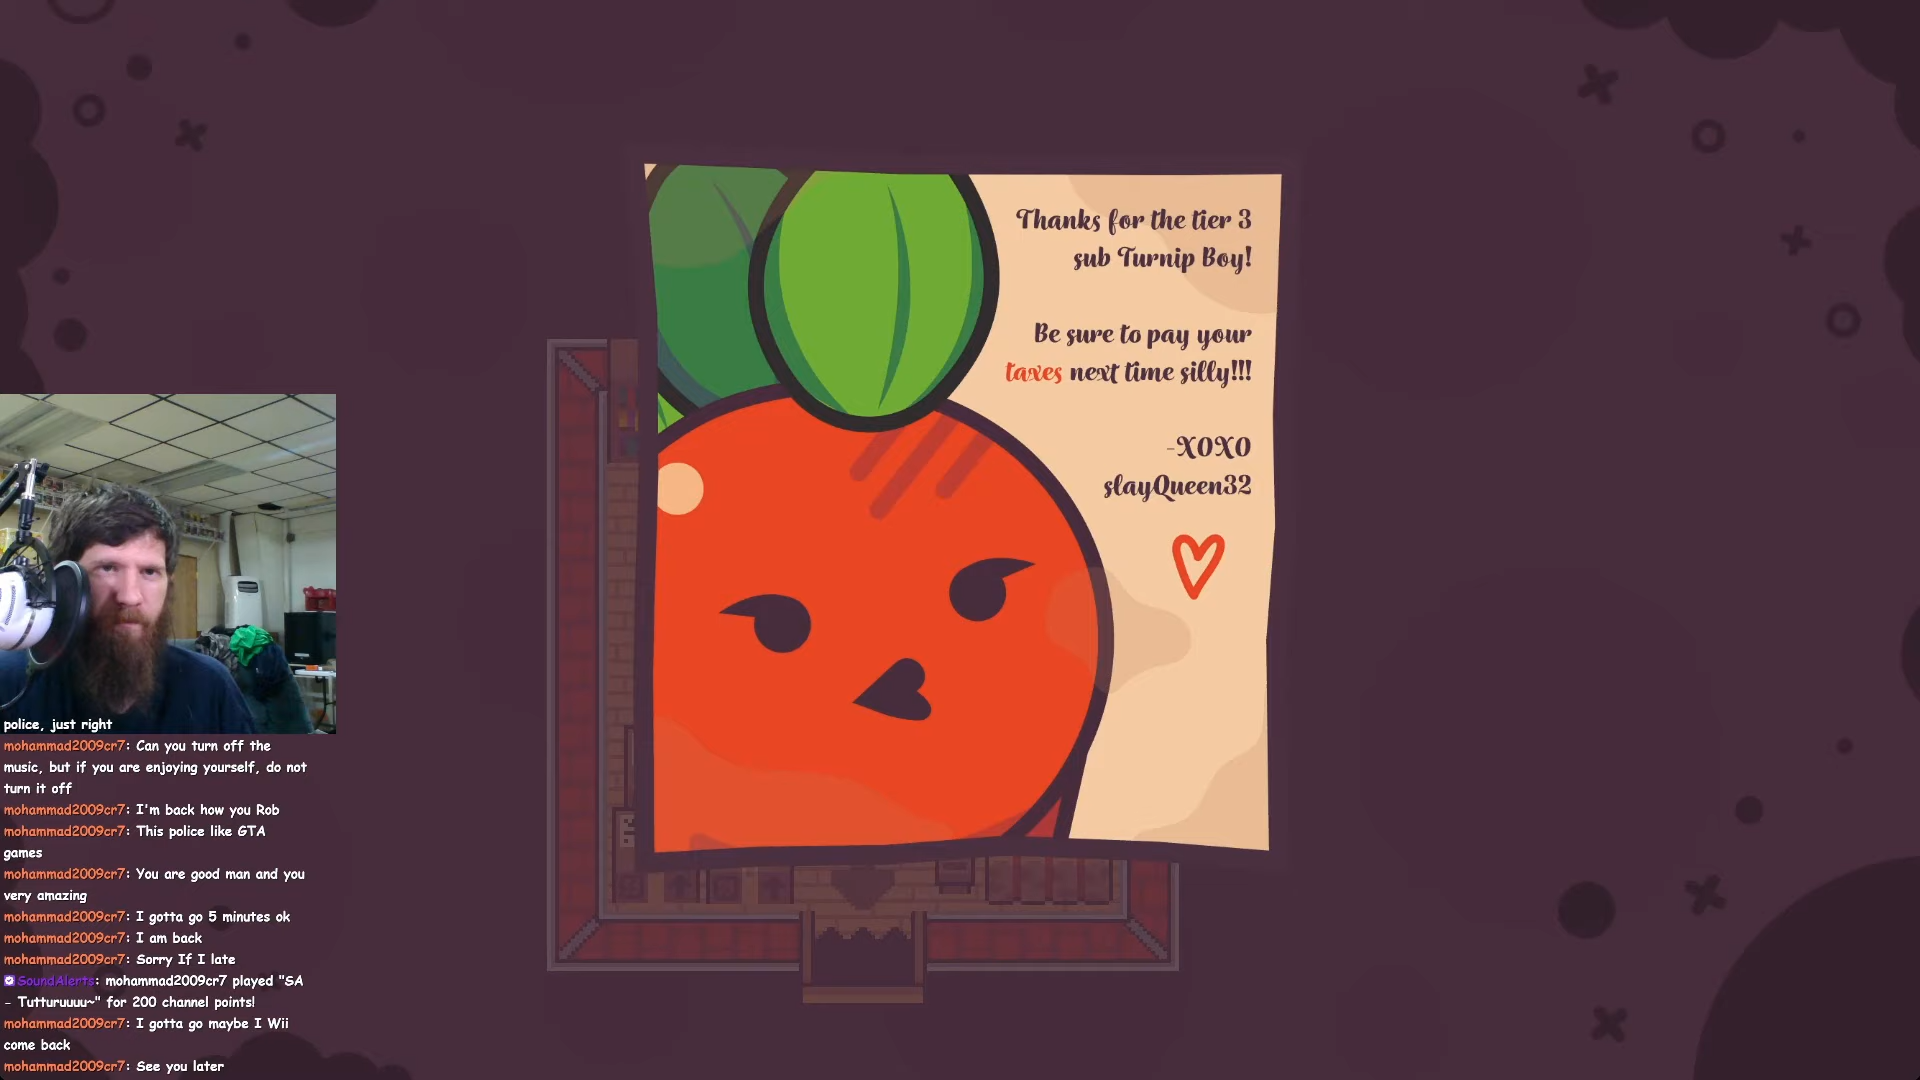 Thanks for the tier 3
sub Turnip Boy!
Be sure to pay your
taxes next time silly!!!
-XOXO
slayQueen32
police, just right
mohammad2009cr7: Can you turn off the
music, but if you are enjoying yourself, do not
turn it off
mohammad2009cr7: I'm back how you Rob
mohammad2009cr7: This police like GTA
games
mohammad2009cr7: You are good man and you
very amazing
mohammad2009cr7: I gotta go 5 minutes ok
mohammad2009cr7: I am back
mohammad2009cr7: Sorry If I late
SoundAlerts: mohammad2009cr7 played "SA
- Tutturuuuu~" for 200 channel points!
mohammad2009cr7: I gotta go maybe I Wii
come back
mohammad2009cr7: See you later